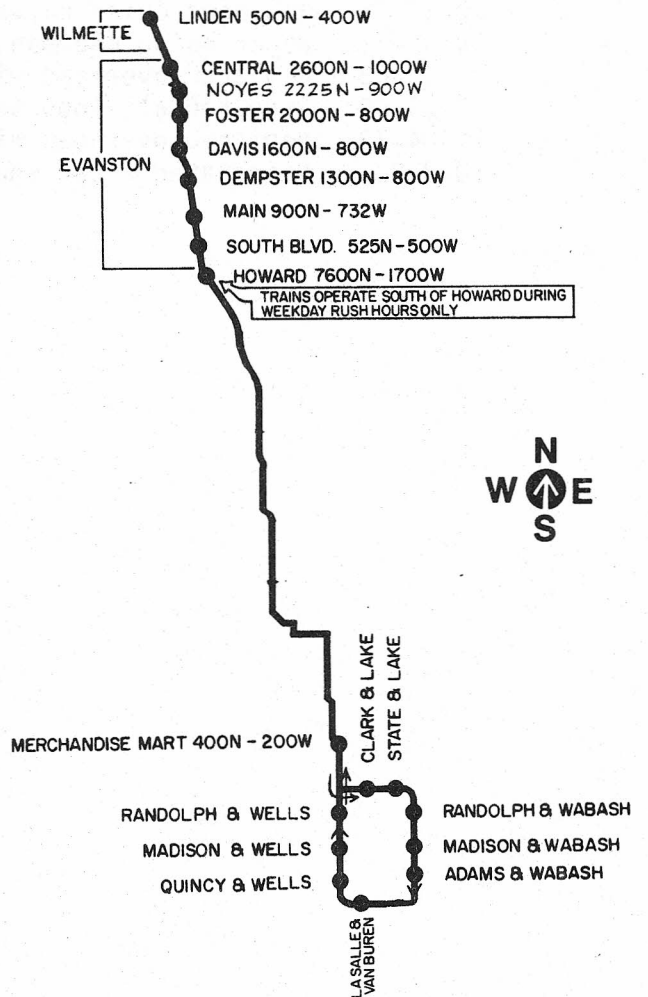 LINDEN 500N - 400W
WILMETTE
CENTRAL 2600N - 1000W
NOYES 2225N - 900W
FOSTER 2000N - 800W
DAVIS 1600N - 800W
EVANSTON
DEMPSTER 1300N - 800W
MAIN 900N - 732W
SOUTH BLVD. 525N - 500W
HOWARD 7600N - 1700W
TRAINS OPERATE SOUTH OF HOWARD DURING
WEEKDAY RUSH HOURS ONLY
N
W E
S
CLARK & LAKE
STATE & LAKE
MERCHANDISE MART 400N - 200W
RANDOLPH & WELLS
RANDOLPH & WABASH
MADISON & WELLS
MADISON & WABASH
QUINCY & WELLS
ADAMS & WABASH
LASALLE &
VAN BUREN